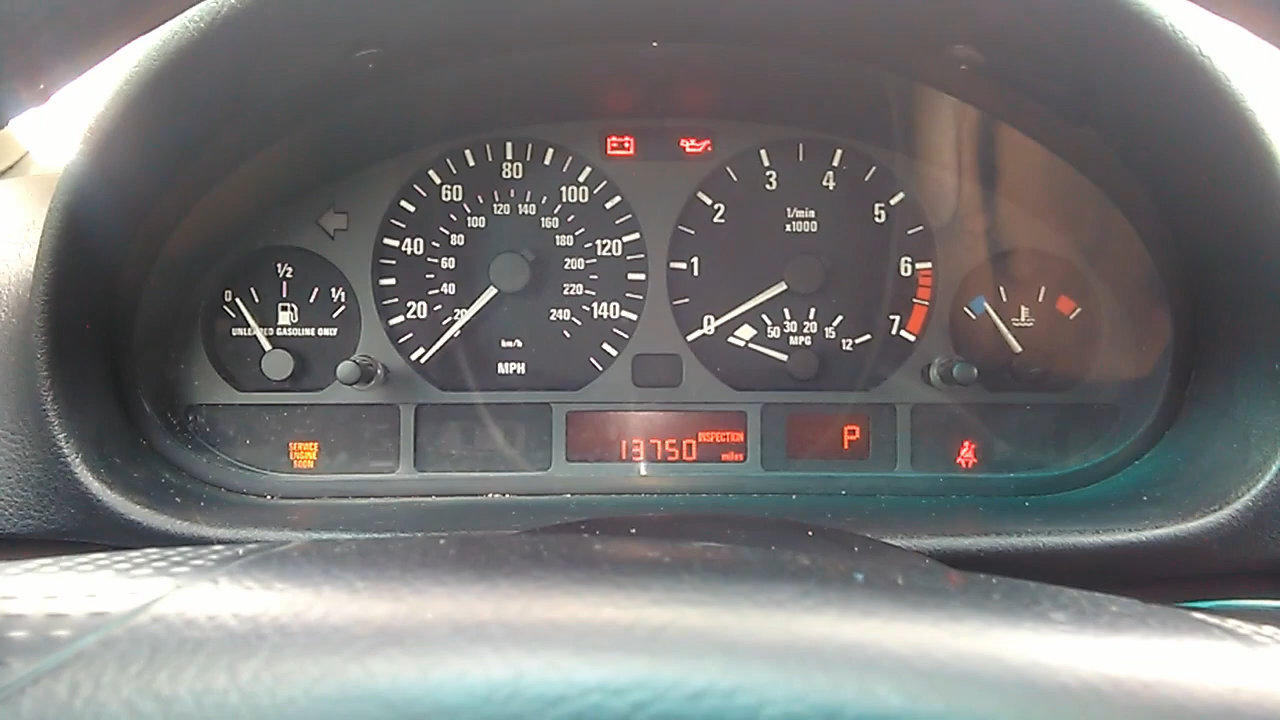 80
60 100
120 140
100 160
40 80 180 120
60 200
40 220
20 20 240 140
km/h
MPH
3 4
2 5
1/min
x1000
1 6
0 7
50 30 20 15 12
MPG
1/2
0 1/1
UNLEADED GASOLINE ONLY
SERVICE
ENGINE
SOON
13750 INSPECTION
miles
P